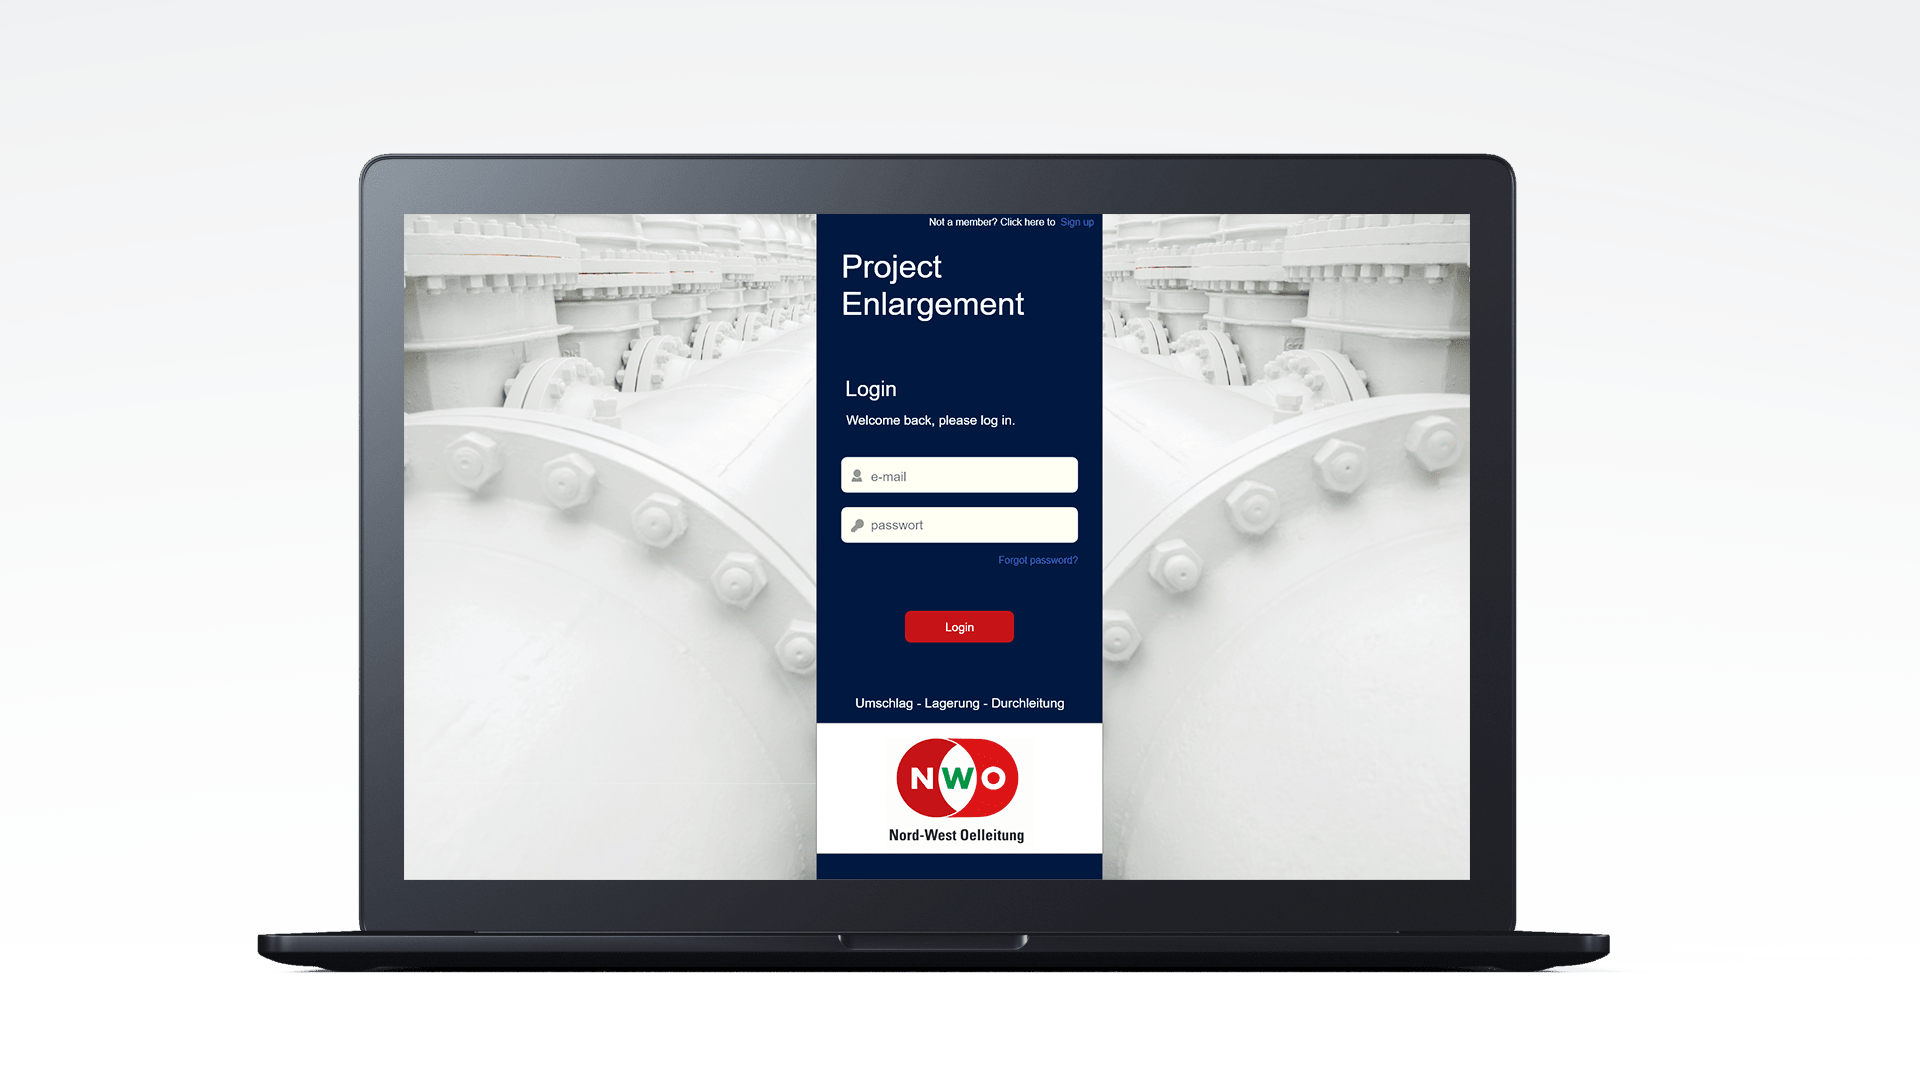 Not a member? Click here to Sign up
Project
Enlargement
Login
Welcome back, please log in.
e-mail
passwort
Forgot password?
Login
Umschlag - Lagerung - Durchleitung
NWO
Nord-West Oelleitung